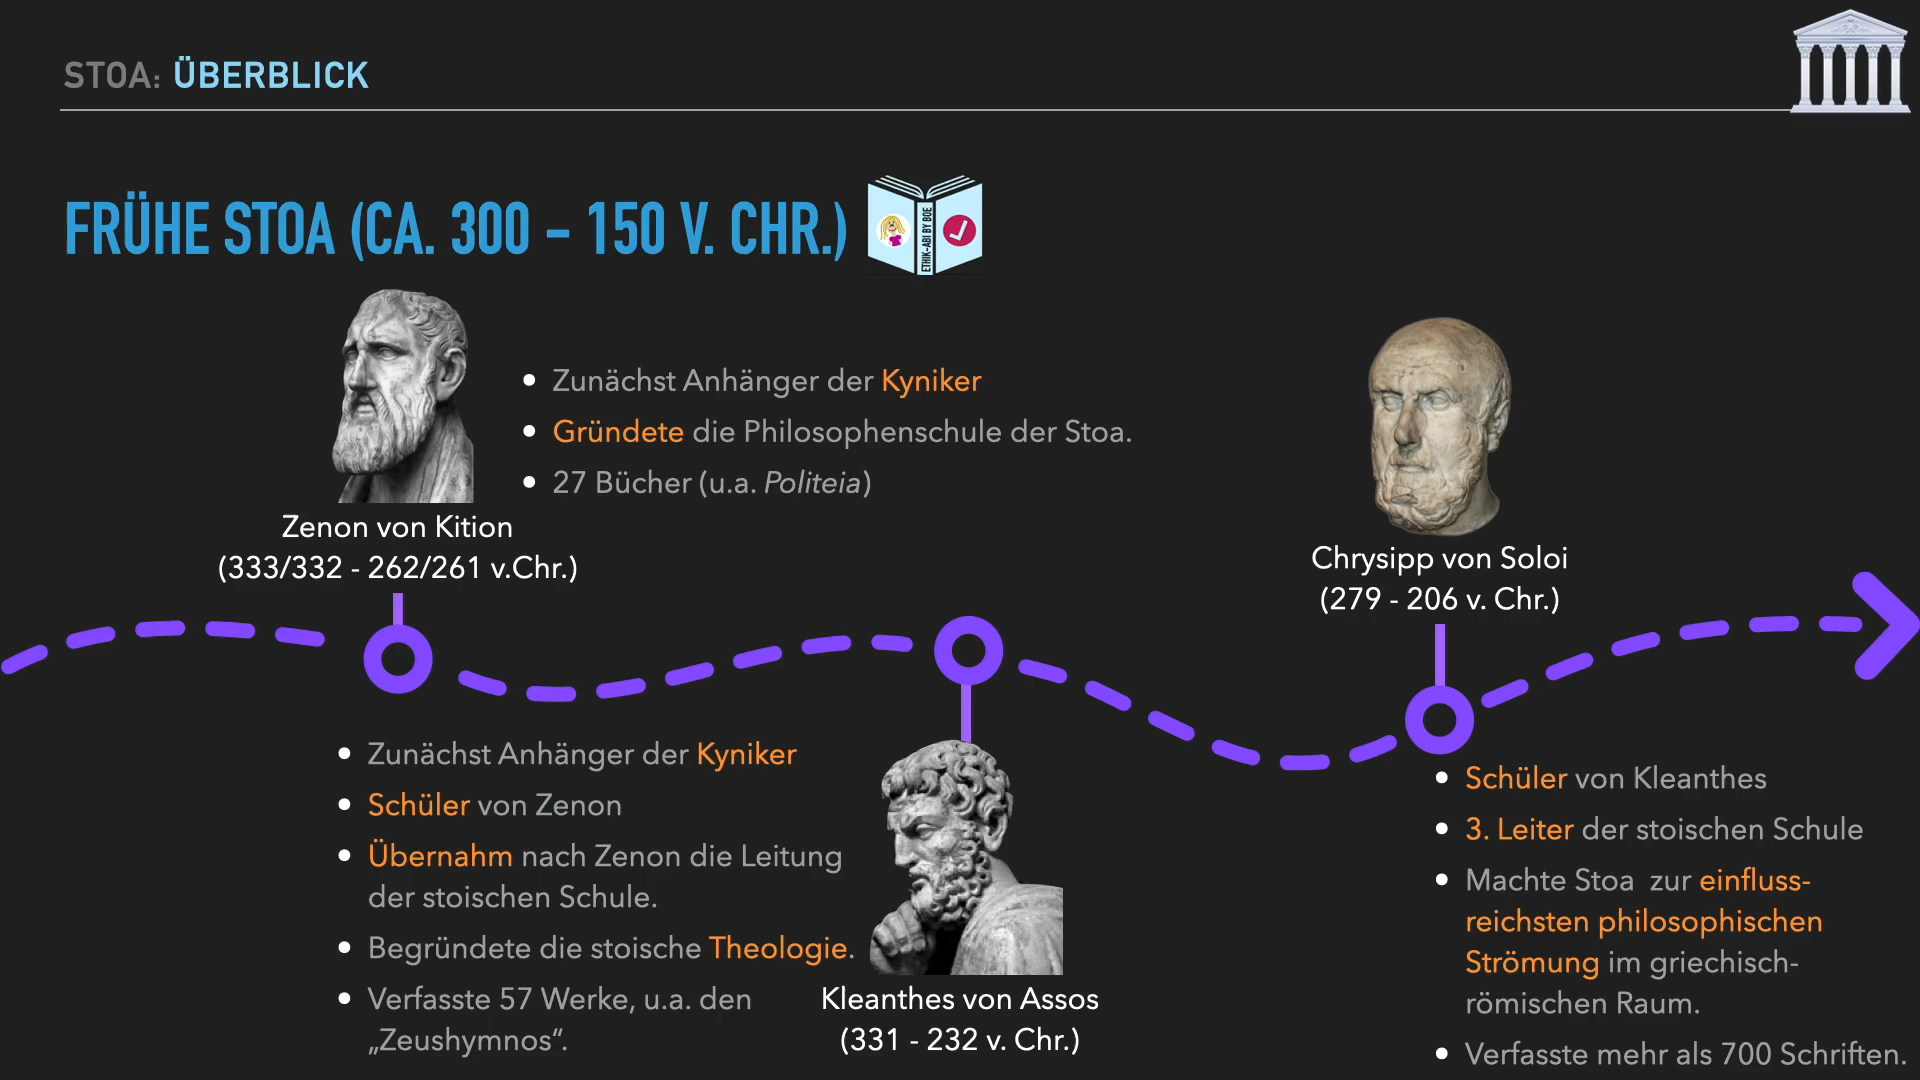 STOA: ÜBERBLICK
FRÜHE STOA (CA. 300 – 150 V. CHR.)
ETHIK-ABI BY BOE
Zunächst Anhänger der Kyniker
Gründete die Philosophenschule der Stoa.
27 Bücher (u.a. Politeia)
Zenon von Kition
(333/332 - 262/261 v.Chr.)
Chrysipp von Soloi
(279 - 206 v. Chr.)
Zunächst Anhänger der Kyniker
Schüler von Zenon
Übernahm nach Zenon die Leitung
der stoischen Schule.
Begründete die stoische Theologie.
Verfasste 57 Werke, u.a. den
„Zeushymnos“.
Kleanthes von Assos
(331 - 232 v. Chr.)
Schüler von Kleanthes
3. Leiter der stoischen Schule
Machte Stoa  zur einfluss-
reichsten philosophischen
Strömung im griechisch-
römischen Raum.
Verfasste mehr als 700 Schriften.